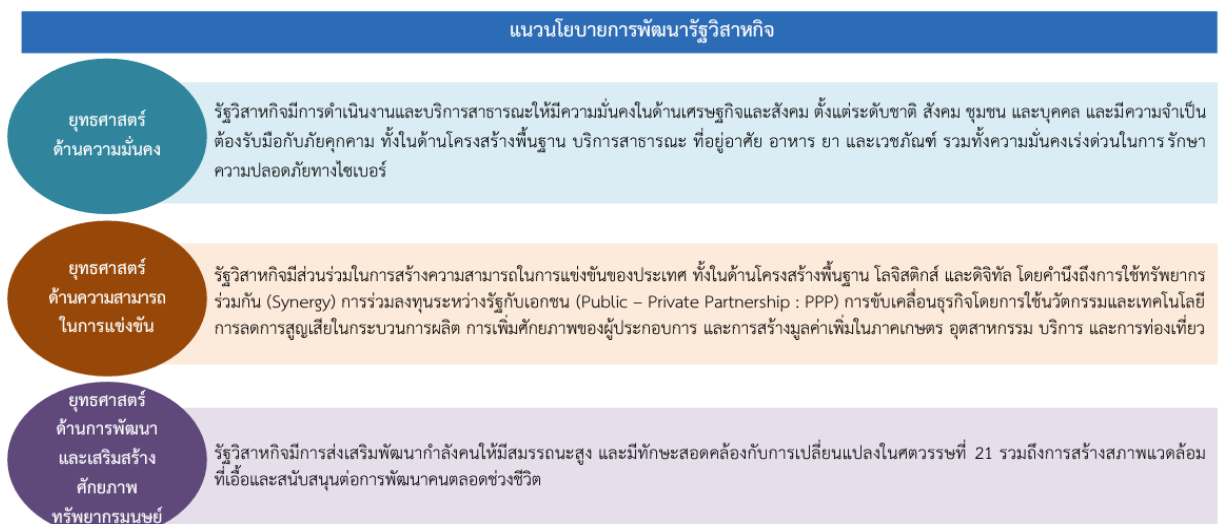 แนวนโยบายการพัฒนารัฐวิสาหกิจ
ยุทธศาสตร์
ด้านความมั่นคง
รัฐวิสาหกิจมีการดำเนินงานและบริการสาธารณะให้มีความมั่นคงในด้านเศรษฐกิจและสังคม ตั้งแต่ระดับชาติ สังคม ชุมชน และบุคคล และมีความจำเป็น
ต้องรับมือกับภัยคุกคาม ทั้งในด้านโครงสร้างพื้นฐาน บริการสาธารณะ ที่อยู่อาศัย อาหาร ยา และเวชภัณฑ์ รวมทั้งความมั่นคงเร่งด่วนในการรักษา
ความปลอดภัยทางไซเบอร์
ยุทธศาสตร์
ด้านความสามารถ
ในการแข่งขัน
รัฐวิสาหกิจมีส่วนร่วมในการสร้างความสามารถในการแข่งขันของประเทศ ทั้งในด้านโครงสร้างพื้นฐาน โลจิสติกส์ และดิจิทัล โดยคำนึงถึงการใช้ทรัพยากร
ร่วมกัน (Synergy) การร่วมลงทุนระหว่างรัฐกับเอกชน (Public – Private Partnership : PPP) การขับเคลื่อนธุรกิจโดยการใช้นวัตกรรมและเทคโนโลยี
การลดการสูญเสียในกระบวนการผลิต การเพิ่มศักยภาพของผู้ประกอบการ และการสร้างมูลค่าเพิ่มในภาคเกษตร อุตสาหกรรม บริการ และการท่องเที่ยว
ยุทธศาสตร์
ด้านการพัฒนา
และเสริมสร้าง
ศักยภาพ
ทรัพยากรมนุษย์
รัฐวิสาหกิจมีการส่งเสริมพัฒนากำลังคนให้มีสมรรถนะสูง และมีทักษะสอดคล้องกับการเปลี่ยนแปลงในศตวรรษที่ 21 รวมถึงการสร้างสภาพแวดล้อม
ที่เอื้อและสนับสนุนต่อการพัฒนาคนตลอดช่วงชีวิต